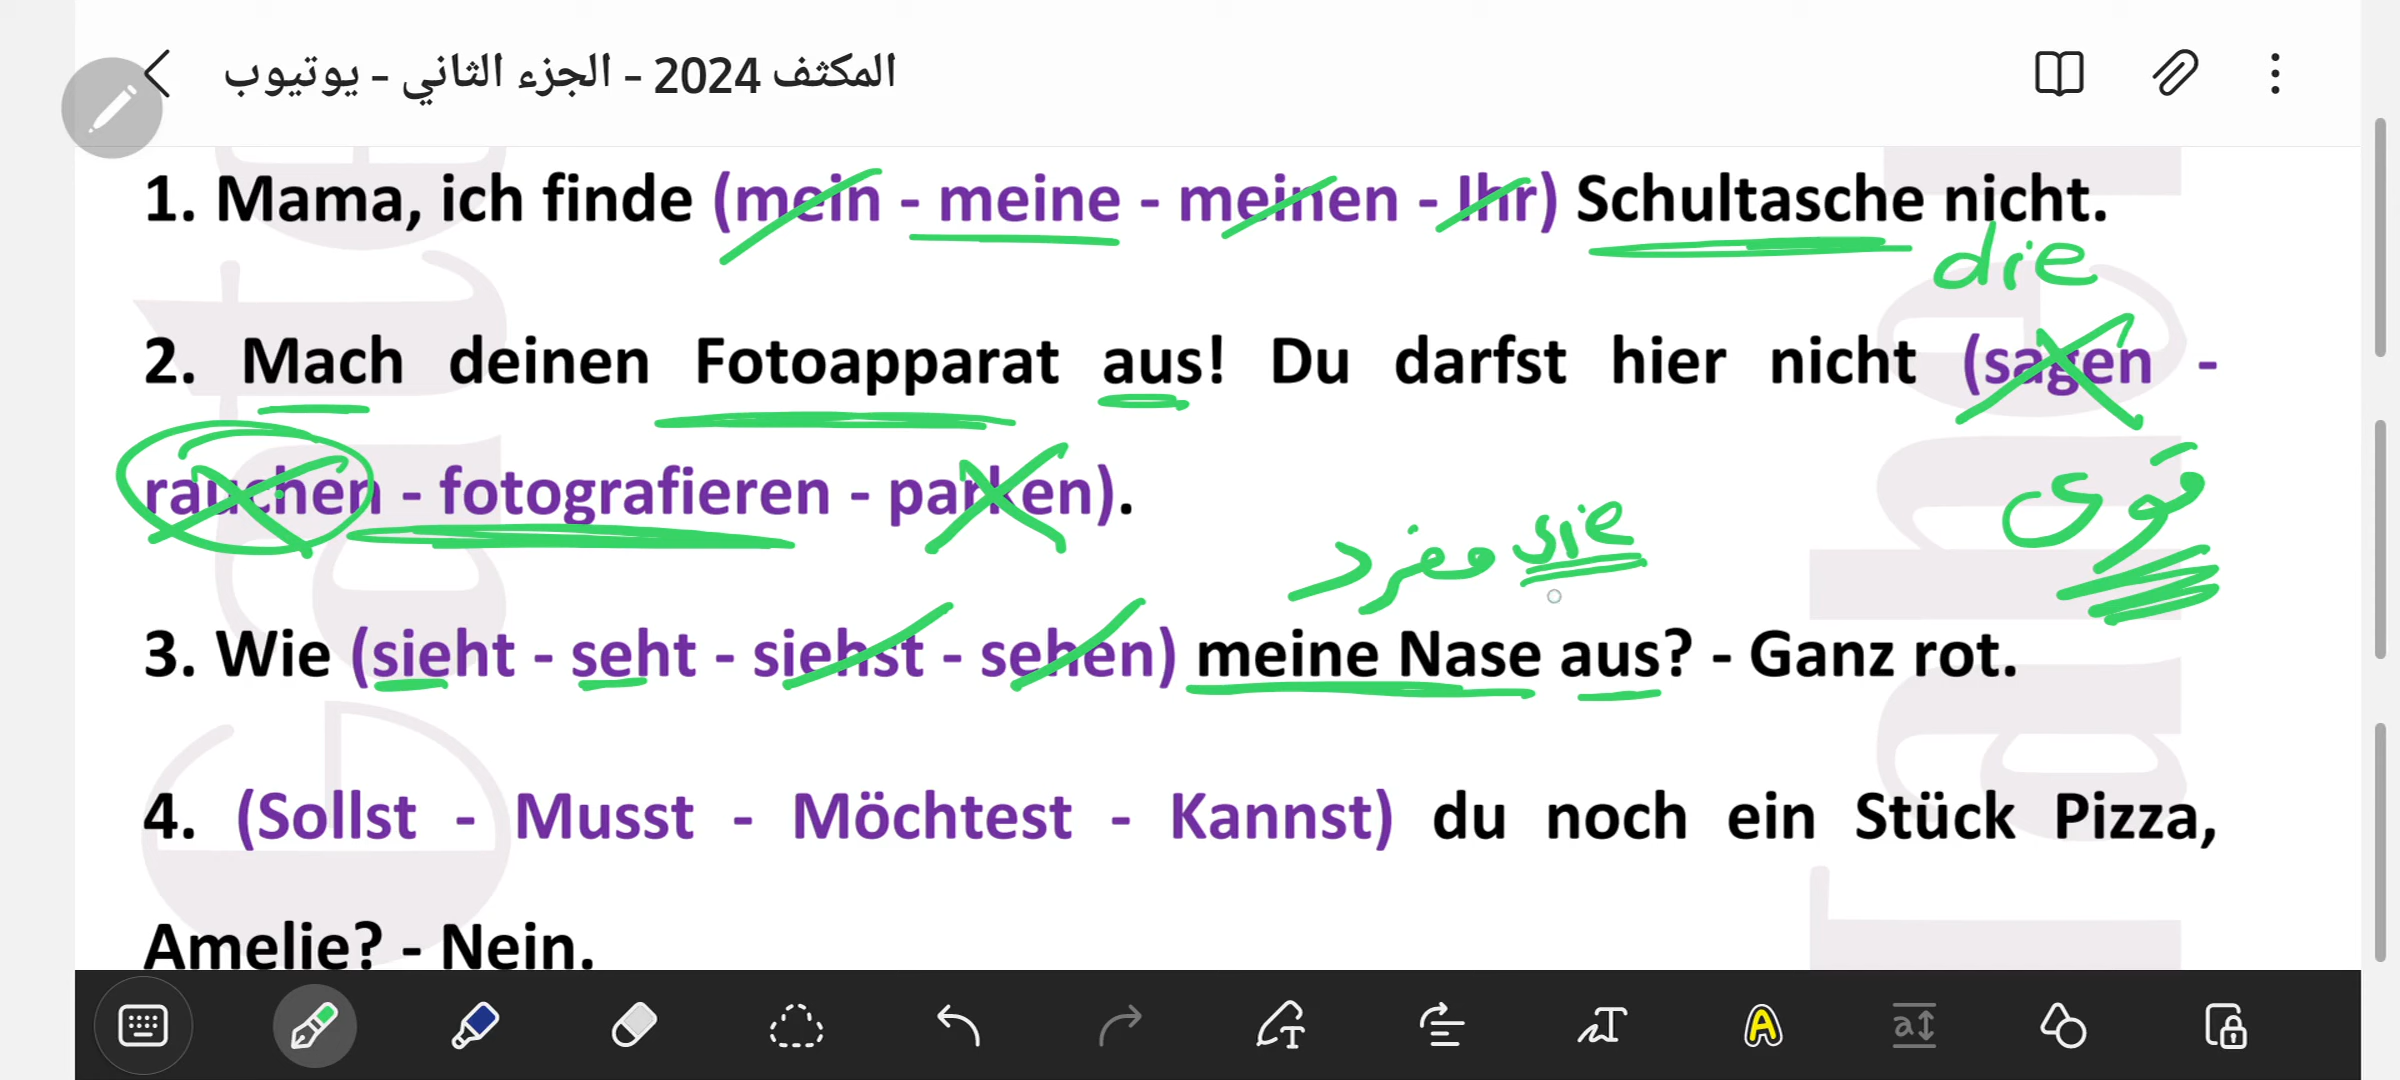 المكثف 2024 - الجزء الثاني - يوتيوب
1. Mama, ich finde (mein - meine - meinen - Ihr) Schultasche nicht.
die
2. Mach deinen Fotoapparat aus! Du darfst hier nicht (sagen -
rauchen - fotografieren - parken).
sie مفرد
3. Wie (sieht - seht - siehst - sehen) meine Nase aus? - Ganz rot.
4. (Sollst - Musst - Möchtest - Kannst) du noch ein Stück Pizza,
Amelie? - Nein.